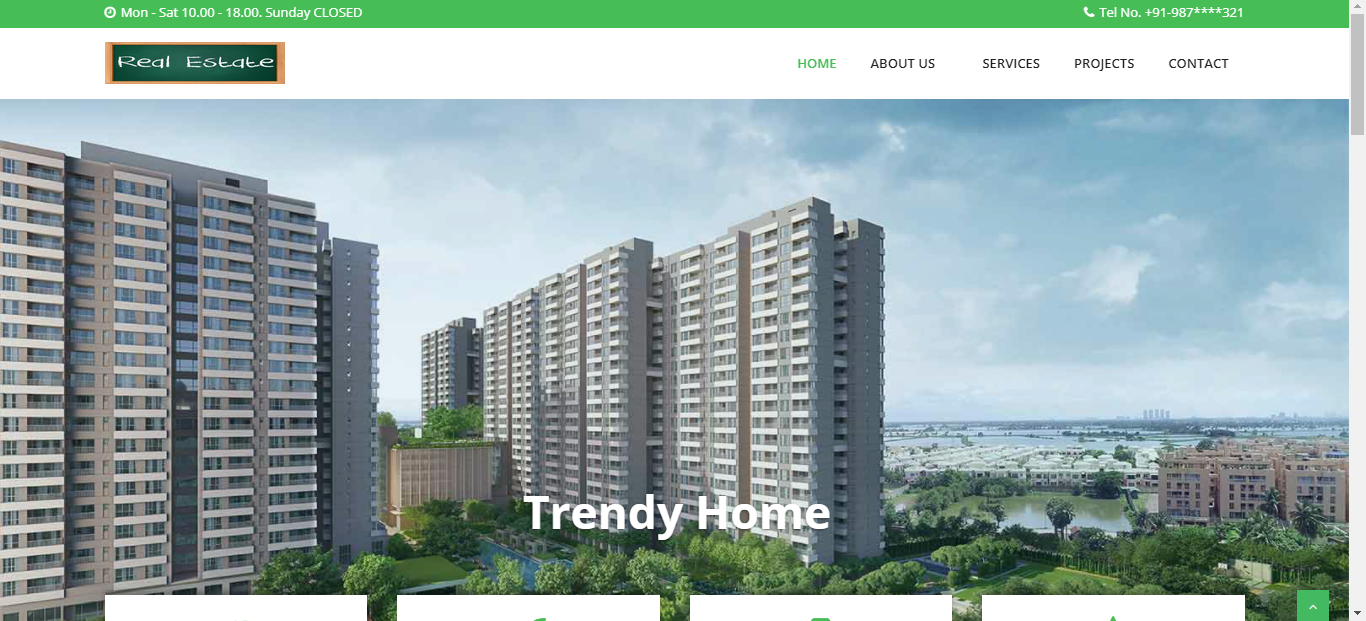 Mon - Sat 10.00 - 18.00. Sunday CLOSED
Tel No. +91-987****321
Real Estate
HOME
ABOUT US
SERVICES
PROJECTS
CONTACT
Trendy Home